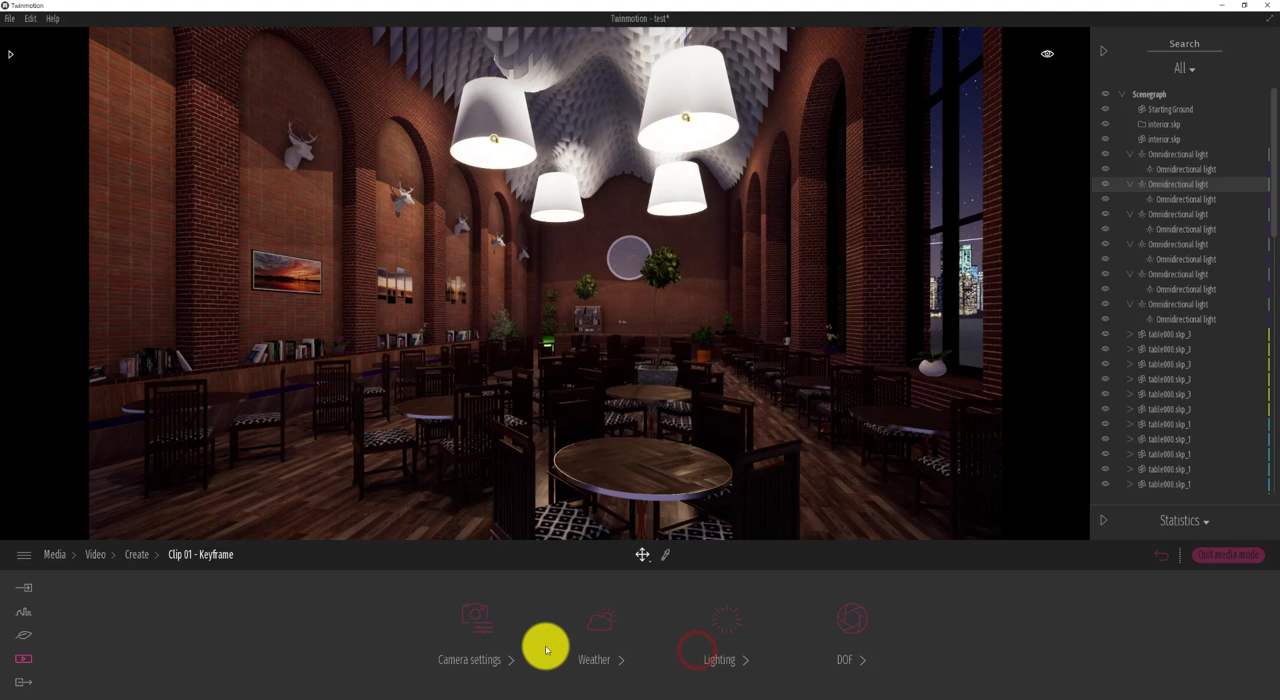 Twinmotion
File Edit Help
Twinmotion - test*
Search
All
Scenegraph
Starting Ground
interior.skp
interior.skp
Omnidirectional light
Omnidirectional light
Omnidirectional light
Omnidirectional light
Omnidirectional light
Omnidirectional light
Omnidirectional light
Omnidirectional light
Omnidirectional light
Omnidirectional light
Omnidirectional light
Omnidirectional light
table000.skp_3
table000.skp_3
table000.skp_3
table000.skp_3
table000.skp_3
table000.skp_3
table000.skp_1
table000.skp_1
table000.skp_1
table000.skp_1
table000.skp_1
Statistics
Media > Video > Create > Clip 01 - Keyframe
Quit media mode
Camera settings > Weather > Lighting > DOF >